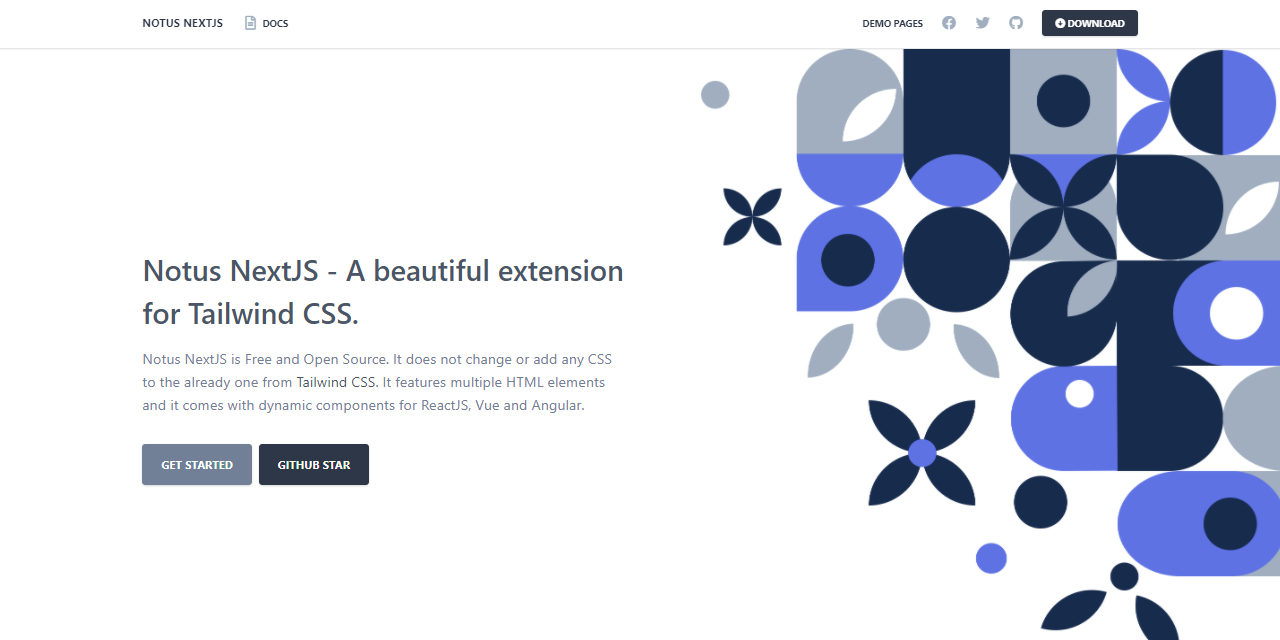 NOTUS NEXTJS
DOCS
DEMO PAGES
DOWNLOAD
Notus NextJS - A beautiful extension
for Tailwind CSS.
Notus NextJS is Free and Open Source. It does not change or add any CSS
to the already one from Tailwind CSS. It features multiple HTML elements
and it comes with dynamic components for ReactJS, Vue and Angular.
GET STARTED
GITHUB STAR